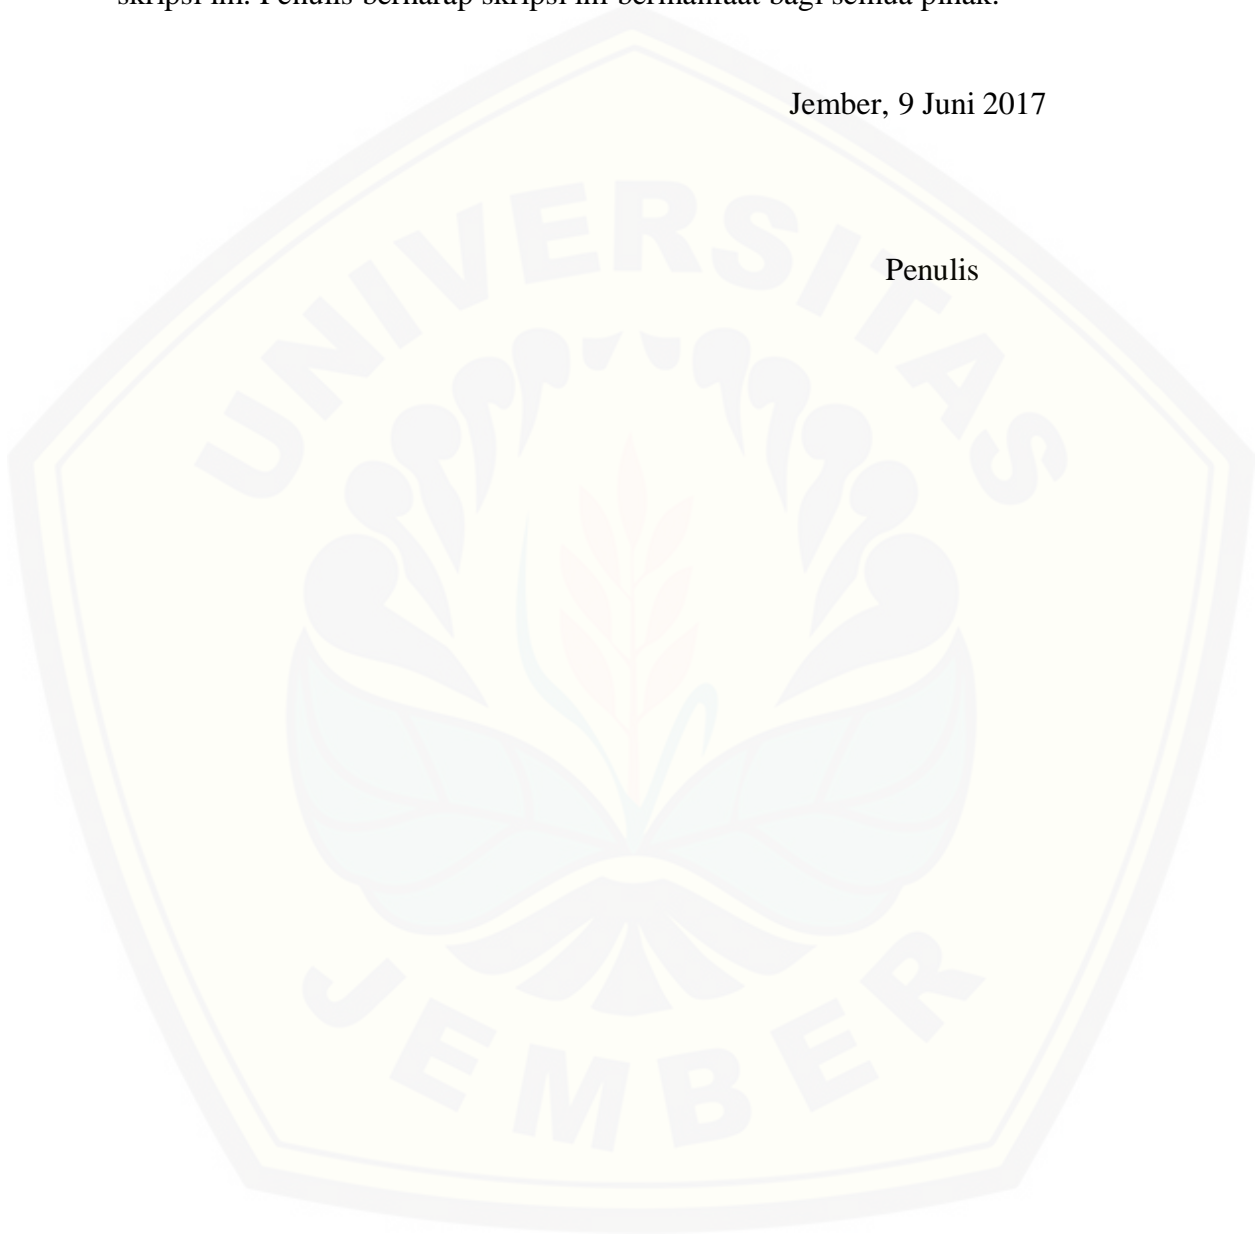 skripsi ini. Penulis berharap skripsi ini bermanfaat bagi semua pihak.
Jember, 9 Juni 2017
Penulis
UNIVERSITAS
JEMBER